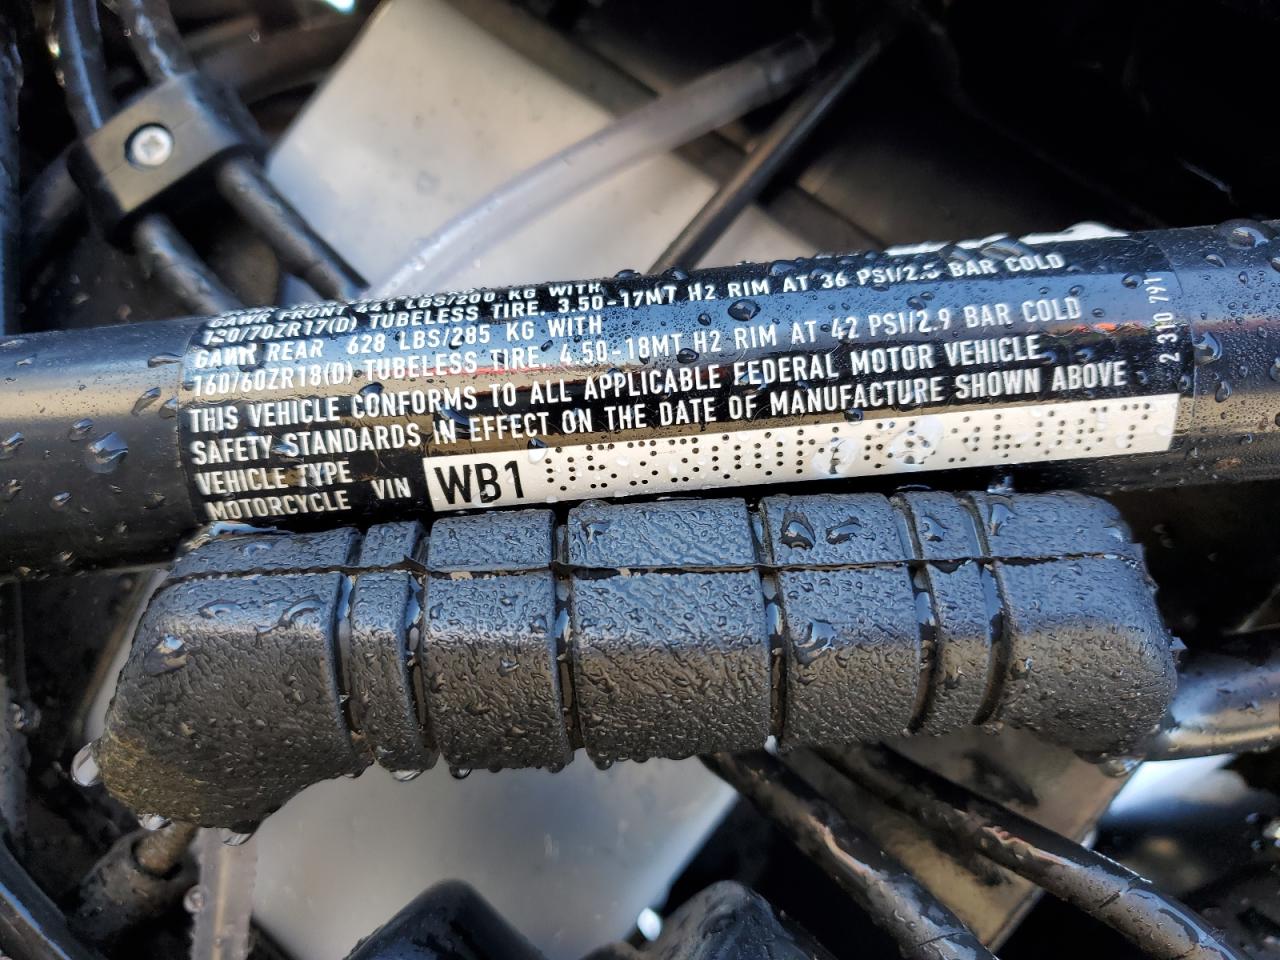 GAWR FRONT 441 LBS/200 KG WITH
120/70ZR17(D) TUBELESS TIRE. 3.50-17MT H2 RIM AT 36 PSI/2.5 BAR COLD
GAWR REAR 628 LBS/285 KG WITH
160/60ZR18(D) TUBELESS TIRE. 4.50-18MT H2 RIM AT 42 PSI/2.9 BAR COLD
THIS VEHICLE CONFORMS TO ALL APPLICABLE FEDERAL MOTOR VEHICLE
SAFETY STANDARDS IN EFFECT ON THE DATE OF MANUFACTURE SHOWN ABOVE
VEHICLE TYPE
MOTORCYCLE VIN WB1
2 310 791